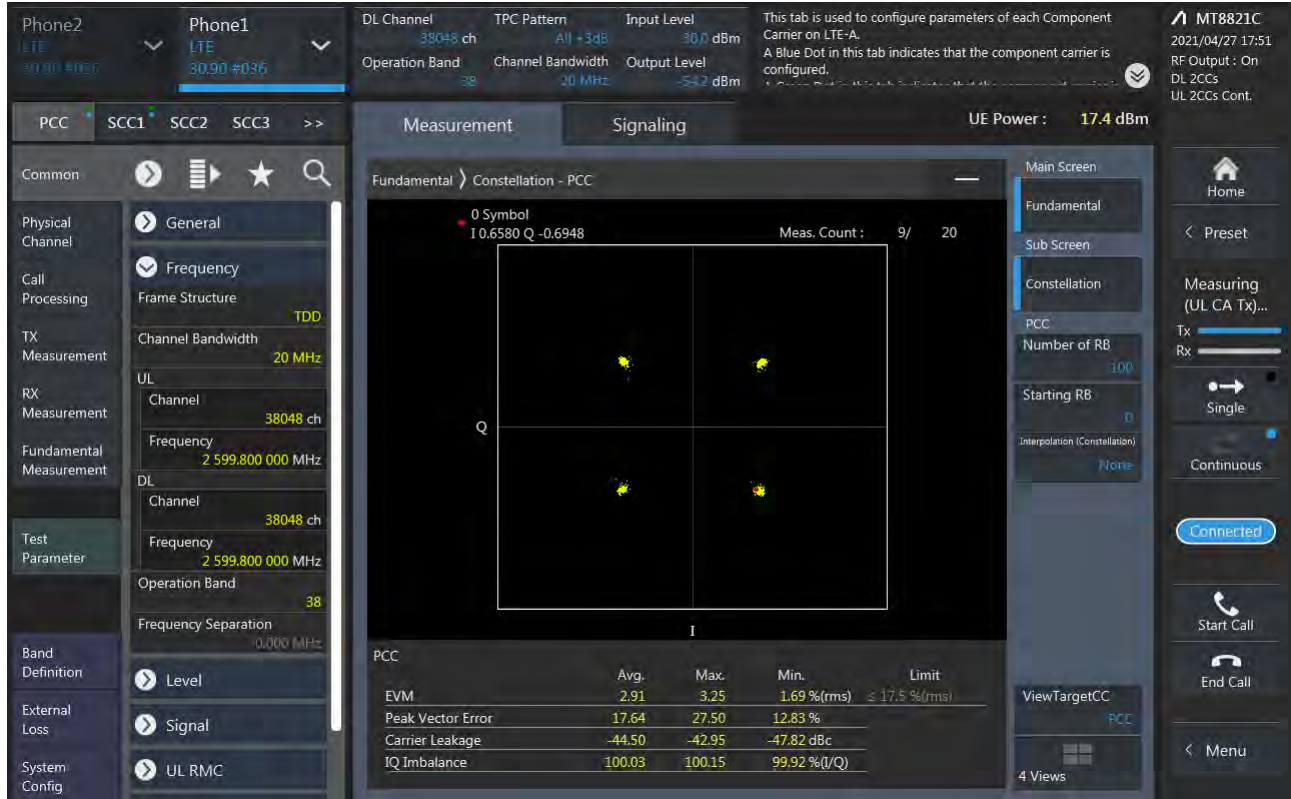 Phone2
LTE
30.90 #036
Phone1
LTE
30.90 #036
DL Channel
38048 ch
TPC Pattern
All +3dB
Input Level
30.0 dBm
Operation Band
38
Channel Bandwidth
20 MHz
Output Level
-54.2 dBm
This tab is used to configure parameters of each Component
Carrier on LTE-A.
A Blue Dot in this tab indicates that the component carrier is
configured.
MT8821C
2021/04/27 17:51
RF Output : On
DL 2CCs
UL 2CCs Cont.
PCC SCC1 SCC2 SCC3 >>
Measurement
Signaling
UE Power : 17.4 dBm
Common
Physical
Channel
Call
Processing
TX
Measurement
RX
Measurement
Fundamental
Measurement
Test
Parameter
Band
Definition
External
Loss
System
Config
General
Frequency
Frame Structure
TDD
Channel Bandwidth
20 MHz
UL
Channel
38048 ch
Frequency
2 599.800 000 MHz
DL
Channel
38048 ch
Frequency
2 599.800 000 MHz
Operation Band
38
Frequency Separation
0.000 MHz
Level
Signal
UL RMC
Fundamental ⟩ Constellation - PCC
0 Symbol
I 0.6580 Q -0.6948
Meas. Count : 9/ 20
Q
I
PCC
Avg. Max. Min. Limit
EVM 2.91 3.25 1.69 %(rms) ≤ 17.5 %(rms)
Peak Vector Error 17.64 27.50 12.83 %
Carrier Leakage -44.50 -42.95 -47.82 dBc
IQ Imbalance 100.03 100.15 99.92 %(I/Q)
Main Screen
Fundamental
Sub Screen
Constellation
PCC
Number of RB
100
Starting RB
0
Interpolation (Constellation)
None
ViewTargetCC
PCC
4 Views
Home
< Preset
Measuring
(UL CA Tx)...
Tx
Rx
Single
Continuous
Connected
Start Call
End Call
< Menu